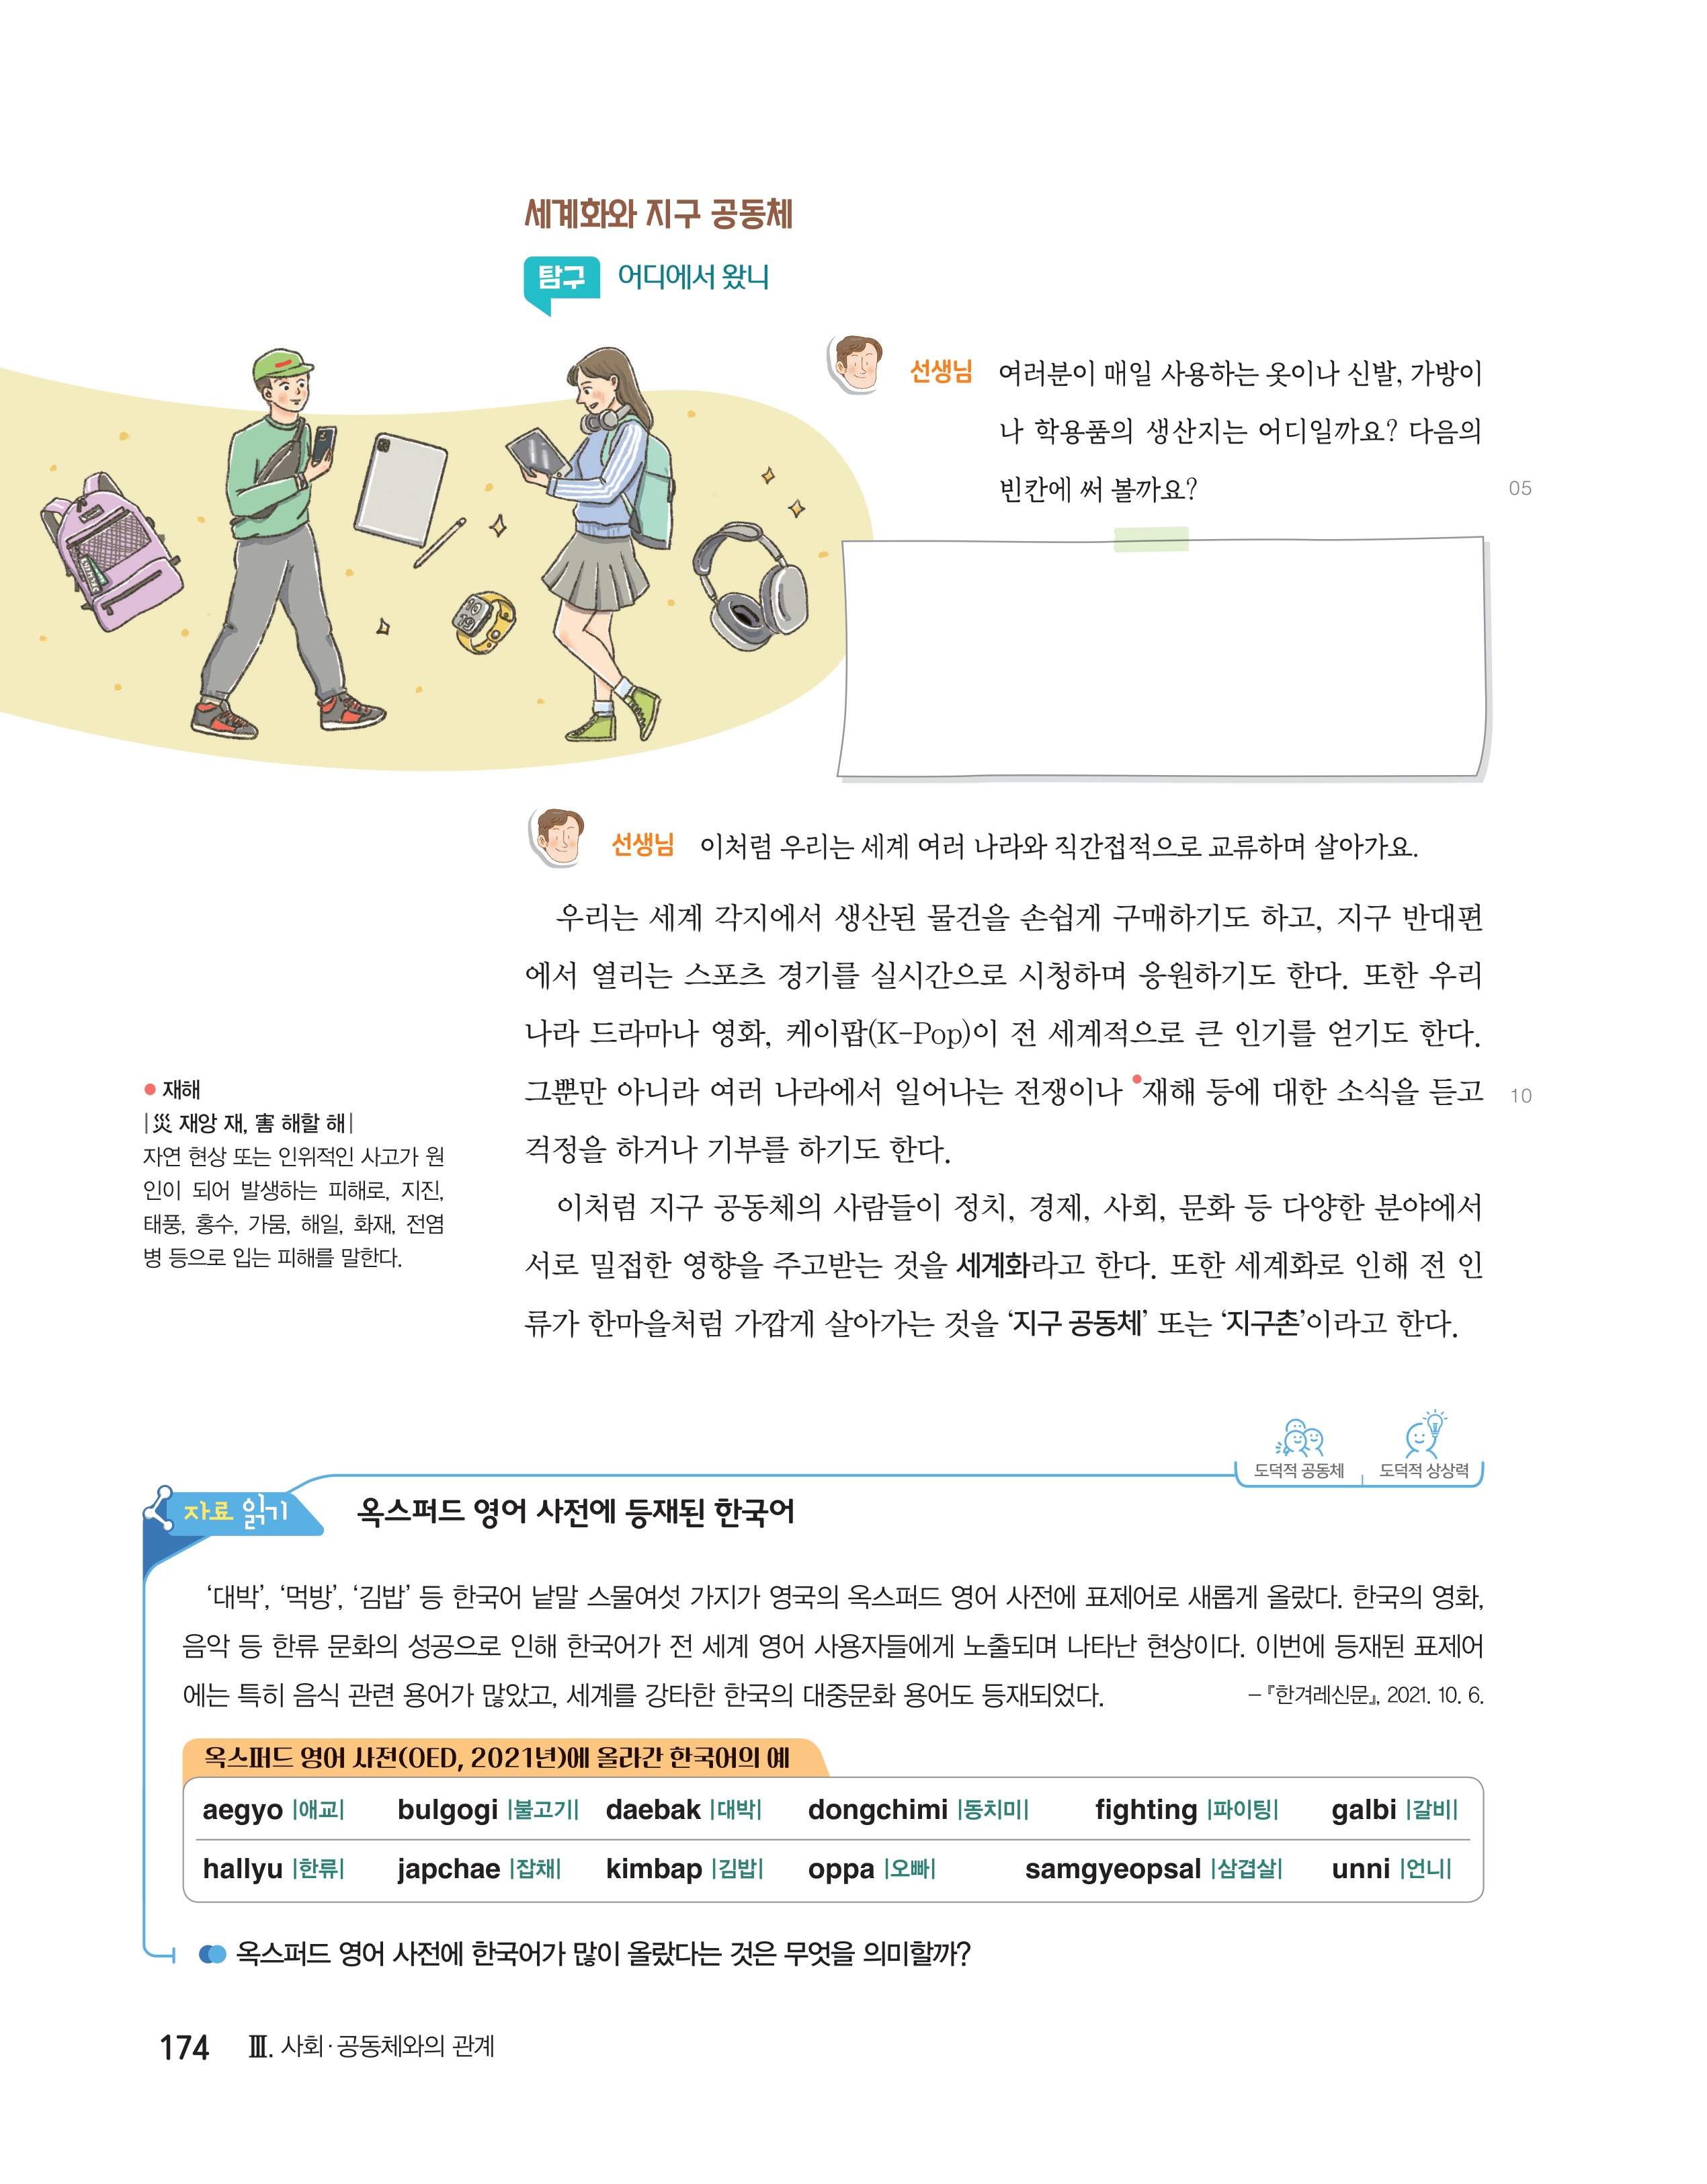 세계화와 지구 공동체
탐구 어디에서 왔니
선생님 여러분이 매일 사용하는 옷이나 신발, 가방이
나 학용품의 생산지는 어디일까요? 다음의
빈칸에 써 볼까요?
05
선생님 이처럼 우리는 세계 여러 나라와 직간접적으로 교류하며 살아가요.
우리는 세계 각지에서 생산된 물건을 손쉽게 구매하기도 하고, 지구 반대편
에서 열리는 스포츠 경기를 실시간으로 시청하며 응원하기도 한다. 또한 우리
나라 드라마나 영화, 케이팝(K-Pop)이 전 세계적으로 큰 인기를 얻기도 한다.
그뿐만 아니라 여러 나라에서 일어나는 전쟁이나 •재해 등에 대한 소식을 듣고
10
걱정을 하거나 기부를 하기도 한다.
이처럼 지구 공동체의 사람들이 정치, 경제, 사회, 문화 등 다양한 분야에서
서로 밀접한 영향을 주고받는 것을 세계화라고 한다. 또한 세계화로 인해 전 인
류가 한마을처럼 가깝게 살아가는 것을 ‘지구 공동체’ 또는 ‘지구촌’이라고 한다.
• 재해
|災 재앙 재, 害 해할 해|
자연 현상 또는 인위적인 사고가 원
인이 되어 발생하는 피해로, 지진,
태풍, 홍수, 가뭄, 해일, 화재, 전염
병 등으로 입는 피해를 말한다.
도덕적 공동체 도덕적 상상력
자료 읽기 옥스퍼드 영어 사전에 등재된 한국어
‘대박’, ‘먹방’, ‘김밥’ 등 한국어 낱말 스물여섯 가지가 영국의 옥스퍼드 영어 사전에 표제어로 새롭게 올랐다. 한국의 영화,
음악 등 한류 문화의 성공으로 인해 한국어가 전 세계 영어 사용자들에게 노출되며 나타난 현상이다. 이번에 등재된 표제어
에는 특히 음식 관련 용어가 많았고, 세계를 강타한 한국의 대중문화 용어도 등재되었다. – 『한겨레신문』, 2021. 10. 6.
옥스퍼드 영어 사전(OED, 2021년)에 올라간 한국어의 예
aegyo |애교| bulgogi |불고기| daebak |대박| dongchimi |동치미| fighting |파이팅| galbi |갈비|
hallyu |한류| japchae |잡채| kimbap |김밥| oppa |오빠| samgyeopsal |삼겹살| unni |언니|
옥스퍼드 영어 사전에 한국어가 많이 올랐다는 것은 무엇을 의미할까?
174 Ⅲ. 사회·공동체와의 관계